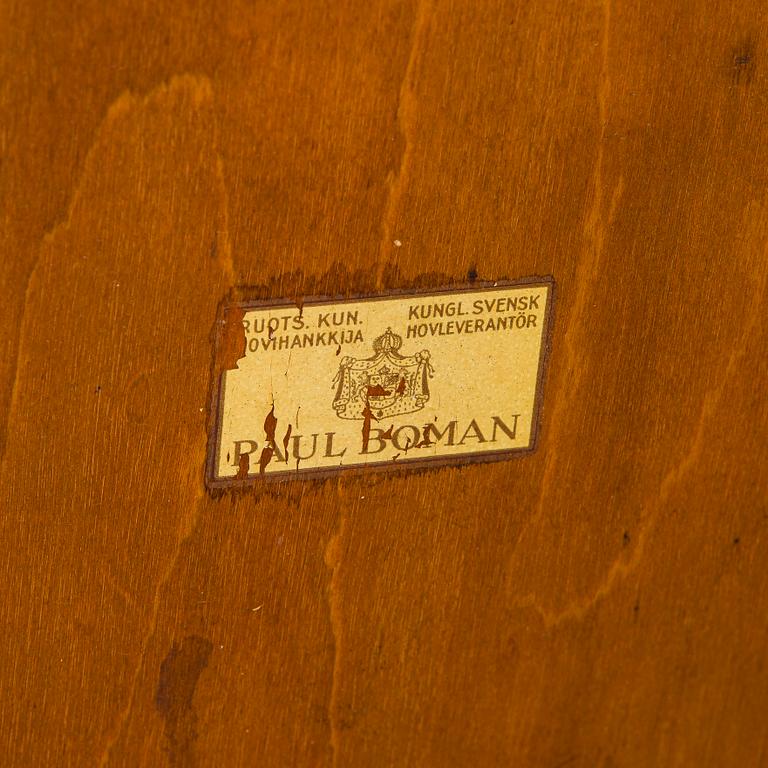 RUOTS. KUN.
HOVIHANKKIJA
KUNGL. SVENSK
HOVLEVERANTÖR
PAUL BOMAN